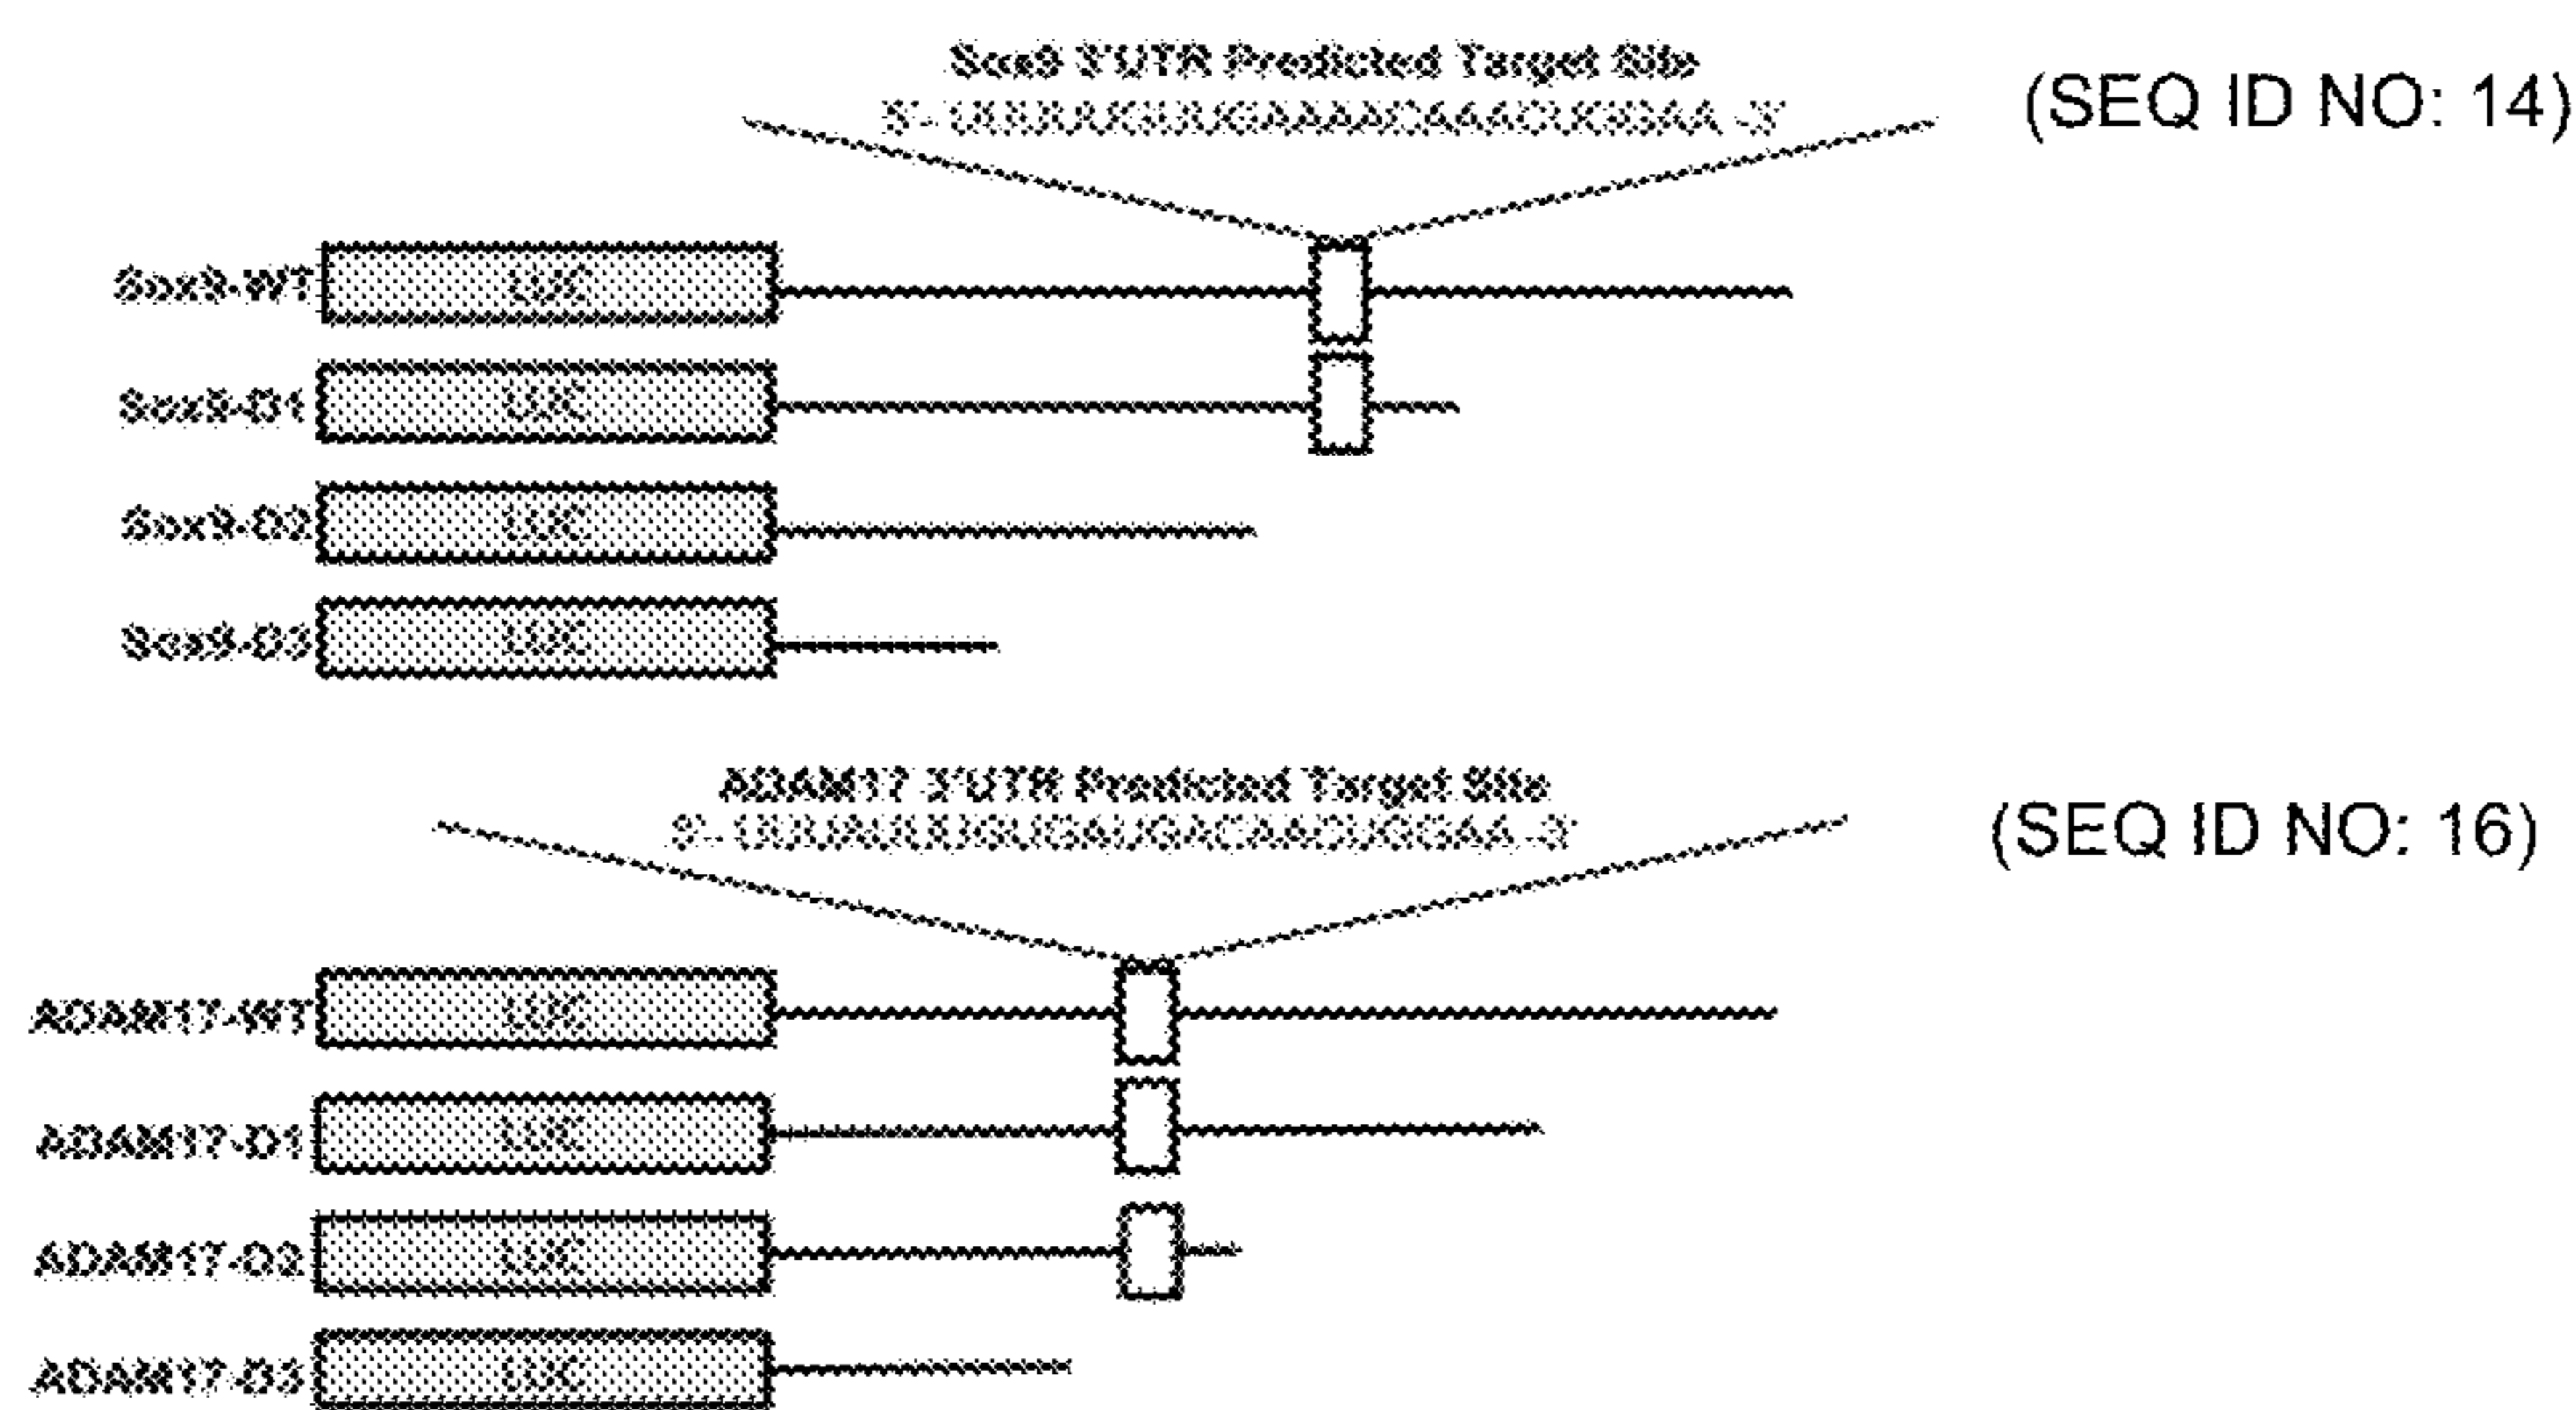 Sox9 3'UTR Predicted Target Site
(SEQ ID NO: 14)
Sox9-WT LUC
Sox9-D1 LUC
Sox9-D2 LUC
Sox9-D3 LUC
ADAM17 3'UTR Predicted Target Site
(SEQ ID NO: 16)
ADAM17-WT LUC
ADAM17-D1 LUC
ADAM17-D2 LUC
ADAM17-D3 LUC